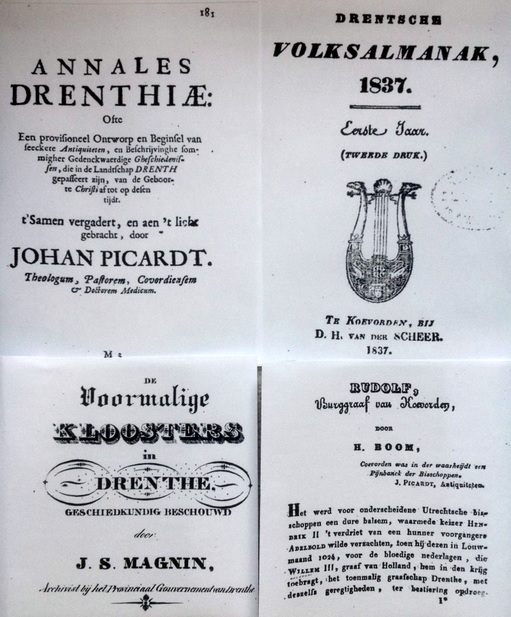 181
ANNALES
DRENTHIÆ:
Ofte
Een provisioneel Ontworp en Beginsel van
seeckere Antiquiteten, en Beschrijvinghe som-
migher Gedenckwaerdige Gheschiedenis-
sen, die in de Landschap DRENTH
gepasseert zijn, van de Geboor-
te Christi af tot op desen
tijdt.
t'Samen vergadert, en aen 't licht
gebracht, door
JOHAN PICARDT.
Theologum, Pastorem, Covordiensem
& Doctorem Medicum.
DRENTSCHE
VOLKSALMANAK,
1837.
Eerste Jaar.
(TWEEDE DRUK.)
TE KOEVORDEN, BIJ
D. H. VAN DER SCHEER.
1837.
DE
Voormalige
KLOOSTERS
in
DRENTHE,
GESCHIEDKUNDIG BESCHOUWD
door
J. S. MAGNIN,
Archivist bij het Provinciaal Gouvernement van Drenthe.
RUDOLF,
Burggraaf van Koevorden,
DOOR
H. BOOM,
Coevorden was in der waarheijdt een
Pijnbanck der Bisschoppen.
J. PICARDT, Antiquiteten.
Het werd voor onderscheidene Utrechtsche bis-
schoppen een dure balsem, waarmede keizer HEN-
DRIK II 't verdriet van een hunner voorgangers
ADELBOLD wilde verzachten, toen hij dezen in Louw-
maand 1024, voor de bloedige nederlagen, die
WILLEM III, graaf van Holland, hem in den krijg
toebragt, het toenmalig graafschap Drenthe, met
deszelfs geregtigheden, ter bestiering opdroeg.
1*